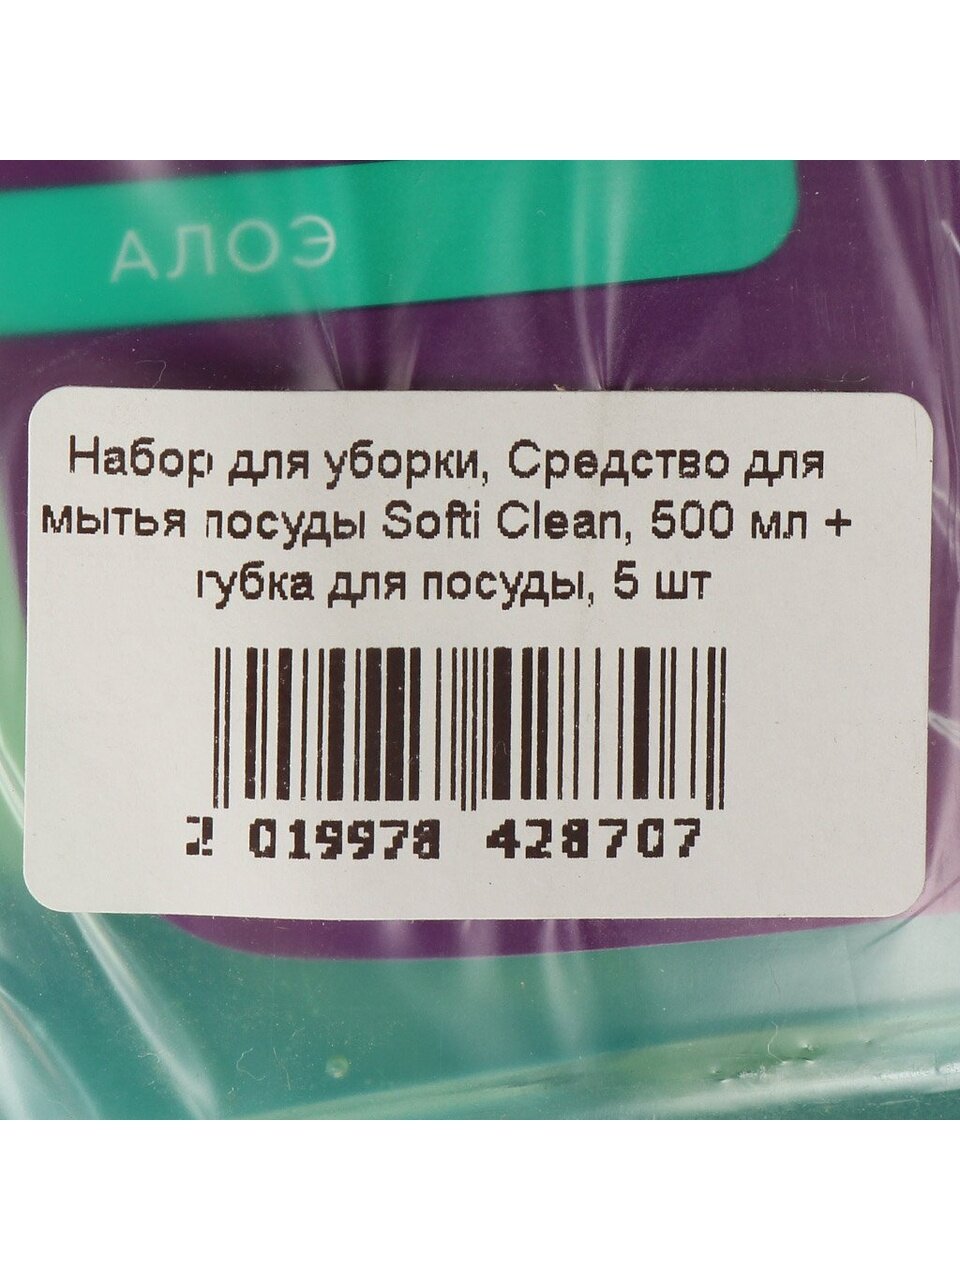 АЛОЭ
Набор для уборки, Средство для
мытья посуды Softi Clean, 500 мл +
губка для посуды, 5 шт
2 019978 428707